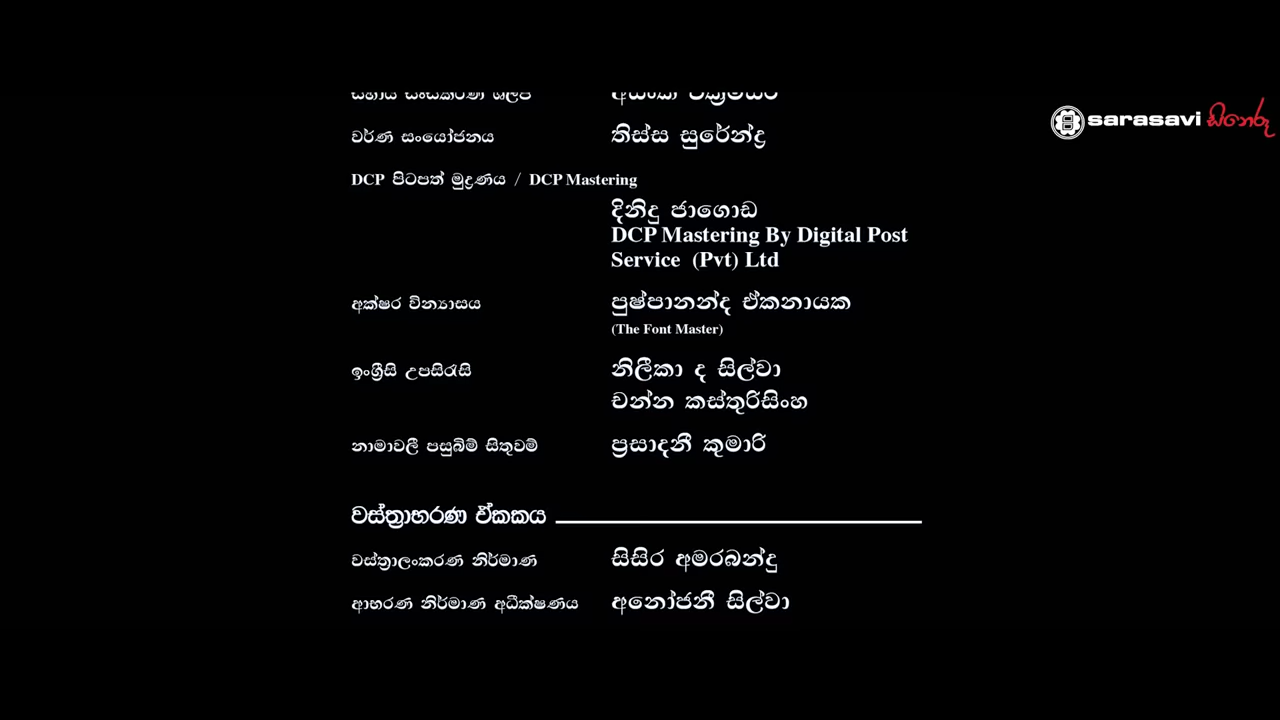 වර්ණ සංයෝජනය තිස්ස සුරේන්ද්‍ර
sarasavi සිනෙරූ
DCP පිටපත් මුද්‍රණය / DCP Mastering
දිනිදු ජාගොඩ
DCP Mastering By Digital Post
Service (Pvt) Ltd
අක්ෂර වින්‍යාසය පුෂ්පානන්ද ඒකනායක
(The Font Master)
ඉංග්‍රීසි උපසිරැසි නිලීකා ද සිල්වා
චන්න කස්තුරිසිංහ
නාමාවලී පසුබිම් සිතුවම් ප්‍රසාදනී කුමාරි
වස්ත්‍රාභරණ ඒකකය
වස්ත්‍රාලංකරණ නිර්මාණ සිසිර අමරබන්දු
ආභරණ නිර්මාණ අධීක්ෂණය අනෝජනී සිල්වා